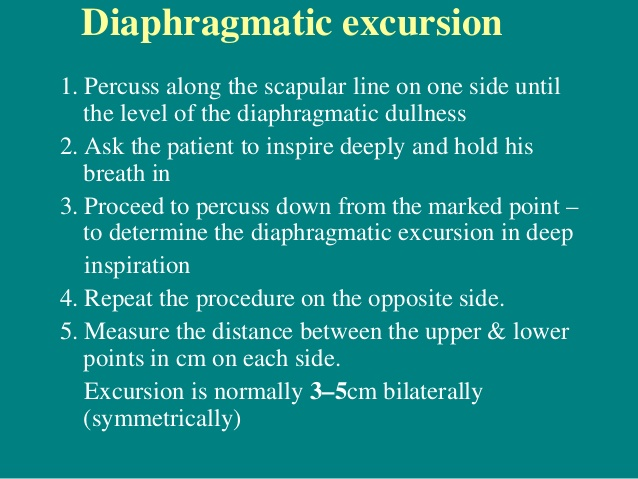 Diaphragmatic excursion
1. Percuss along the scapular line on one side until
the level of the diaphragmatic dullness
2. Ask the patient to inspire deeply and hold his
breath in
3. Proceed to percuss down from the marked point –
to determine the diaphragmatic excursion in deep
inspiration
4. Repeat the procedure on the opposite side.
5. Measure the distance between the upper & lower
points in cm on each side.
Excursion is normally 3–5cm bilaterally
(symmetrically)